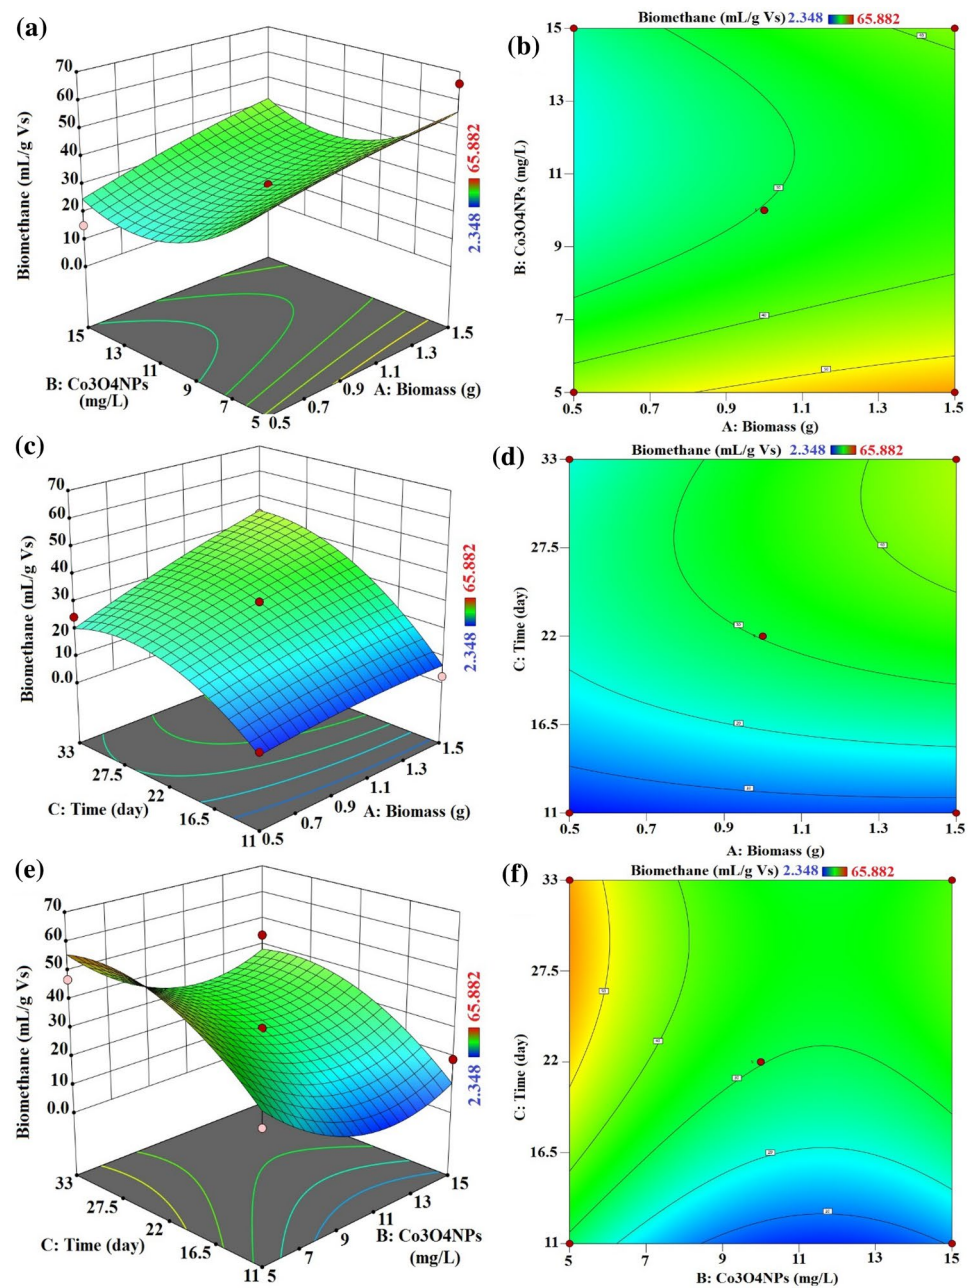 (a)
70
60
50
40
30
20
10
0.0
Biomethane (mL/g Vs)
2.348 65.882
15
13
11
9
7
5
B: Co3O4NPs
(mg/L)
0.5
0.7
0.9
1.1
1.3
1.5
A: Biomass (g)
(b)
Biomethane (mL/g Vs) 2.348 65.882
15
13
11
9
7
5
B: Co3O4NPs (mg/L)
0.5 0.7 0.9 1.1 1.3 1.5
A: Biomass (g)
(c)
70
60
50
40
30
20
10
0.0
Biomethane (mL/g Vs)
2.348 65.882
33
27.5
22
16.5
11
C: Time (day)
0.5
0.7
0.9
1.1
1.3
1.5
A: Biomass (g)
(d)
Biomethane (mL/g Vs) 2.348 65.882
33
27.5
22
16.5
11
C: Time (day)
0.5 0.7 0.9 1.1 1.3 1.5
A: Biomass (g)
(e)
70
60
50
40
30
20
10
0.0
Biomethane (mL/g Vs)
2.348 65.882
33
27.5
22
16.5
11
C: Time (day)
5
7
9
11
13
15
B: Co3O4NPs
(mg/L)
(f)
Biomethane (mL/g Vs) 2.348 65.882
33
27.5
22
16.5
11
C: Time (day)
5 7 9 11 13 15
B: Co3O4NPs (mg/L)